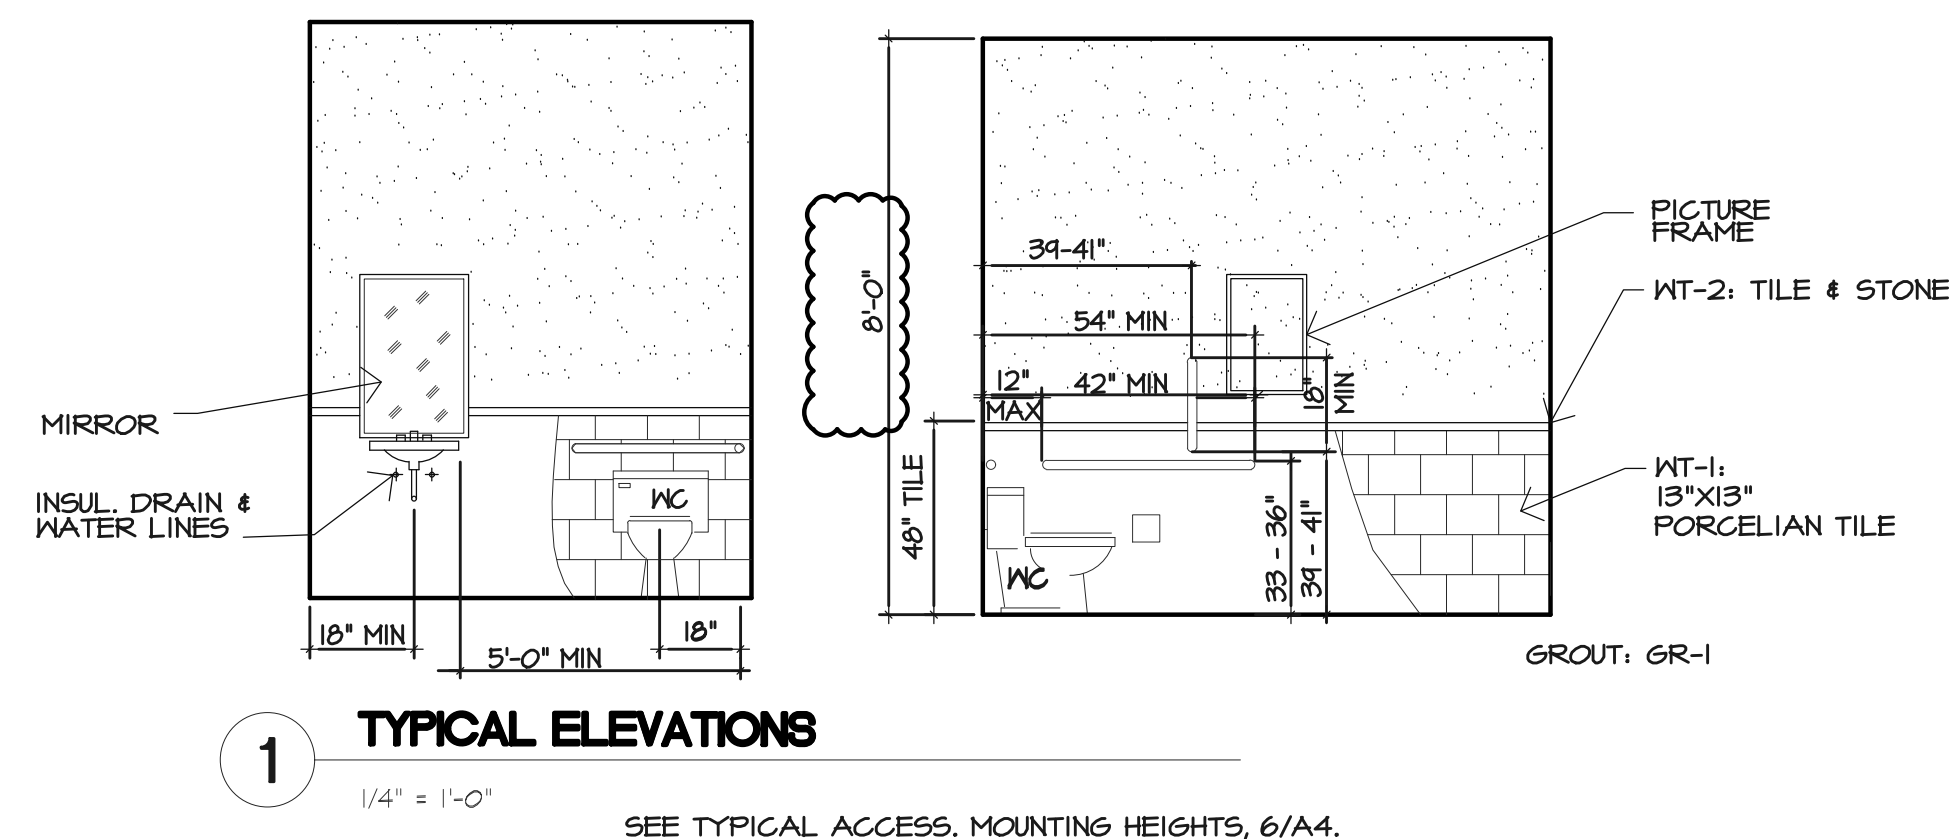 MIRROR
INSUL. DRAIN &
WATER LINES
WC
18" MIN
5'-0" MIN
18"
8'-0"
48" TILE
39-41"
54" MIN
12"
MAX
42" MIN
18"
MIN
33 - 36"
39 - 41"
WC
PICTURE
FRAME
WT-2: TILE & STONE
WT-1:
13"X13"
PORCELIAN TILE
GROUT: GR-1
1
TYPICAL ELEVATIONS
1/4" = 1'-0"
SEE TYPICAL ACCESS. MOUNTING HEIGHTS, 6/A4.